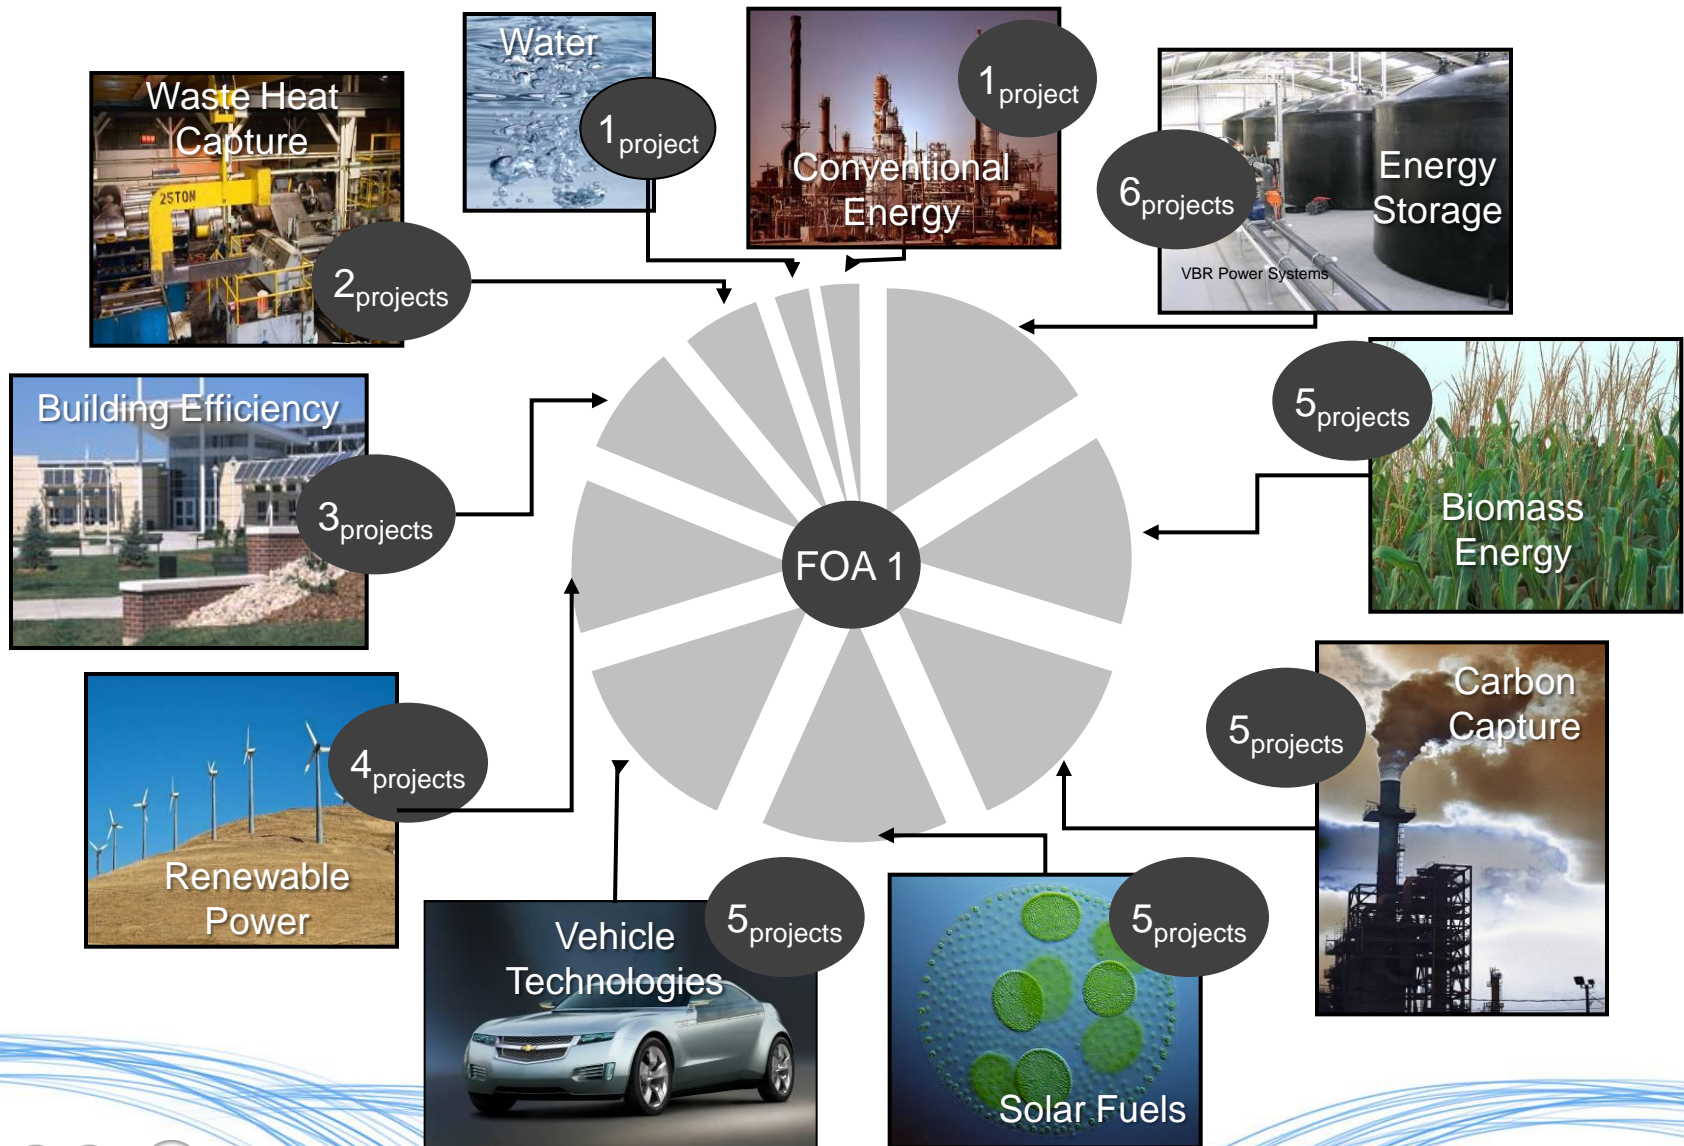 Water
1project
1project
Conventional
Energy
Waste Heat
Capture
25TON
2projects
6projects
Energy
Storage
VBR Power Systems
Building Efficiency
3projects
5projects
Biomass
Energy
FOA 1
Renewable
Power
4projects
5projects
Carbon
Capture
Vehicle
Technologies
5projects
5projects
Solar Fuels